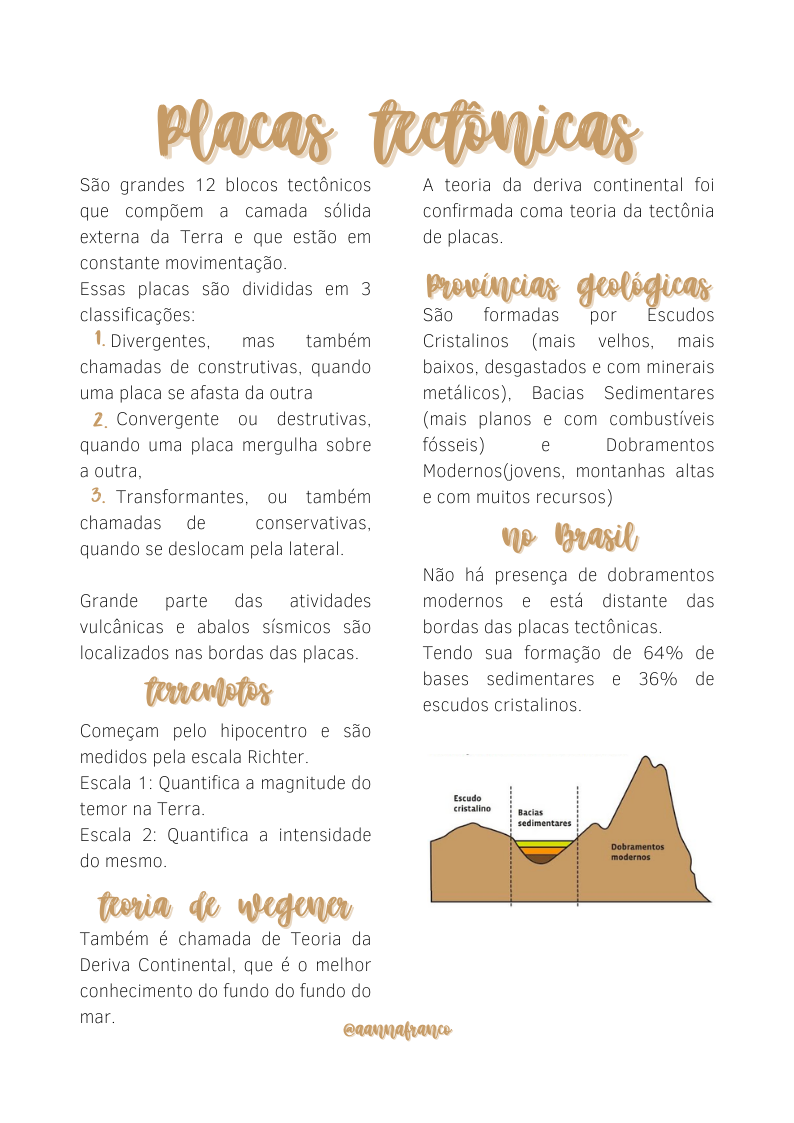 Placas tectônicas
São grandes 12 blocos tectônicos
que compõem a camada sólida
externa da Terra e que estão em
constante movimentação.
Essas placas são divididas em 3
classificações:
1. Divergentes, mas também
chamadas de construtivas, quando
uma placa se afasta da outra
2. Convergente ou destrutivas,
quando uma placa mergulha sobre
a outra,
3. Transformantes, ou também
chamadas de conservativas,
quando se deslocam pela lateral.
Grande parte das atividades
vulcânicas e abalos sísmicos são
localizados nas bordas das placas.
terremotos
Começam pelo hipocentro e são
medidos pela escala Richter.
Escala 1: Quantifica a magnitude do
temor na Terra.
Escala 2: Quantifica a intensidade
do mesmo.
teoria de wegener
Também é chamada de Teoria da
Deriva Continental, que é o melhor
conhecimento do fundo do fundo do
mar.
A teoria da deriva continental foi
confirmada coma teoria da tectônia
de placas.
Províncias geológicas
São formadas por Escudos
Cristalinos (mais velhos, mais
baixos, desgastados e com minerais
metálicos), Bacias Sedimentares
(mais planos e com combustíveis
fósseis) e Dobramentos
Modernos(jovens, montanhas altas
e com muitos recursos)
no Brasil
Não há presença de dobramentos
modernos e está distante das
bordas das placas tectônicas.
Tendo sua formação de 64% de
bases sedimentares e 36% de
escudos cristalinos.
Escudo
cristalino
Bacias
sedimentares
Dobramentos
modernos
@aannafranco